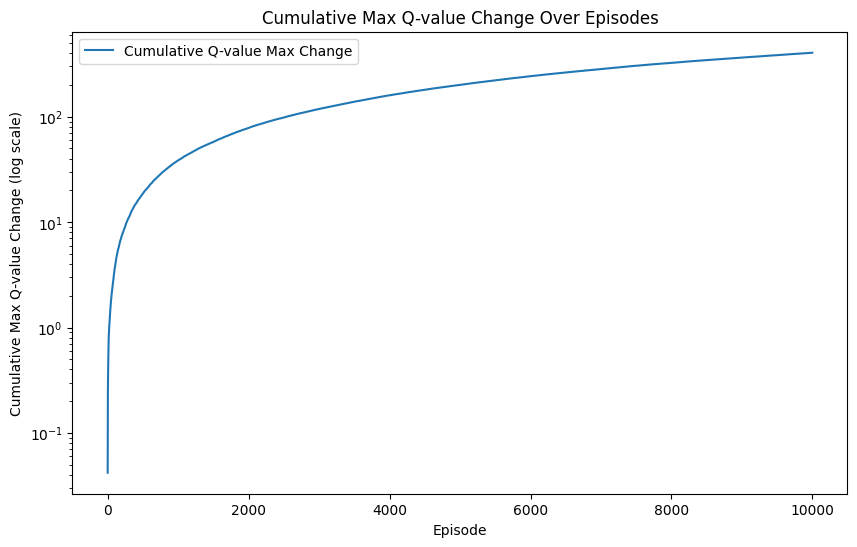 Cumulative Max Q-value Change Over Episodes
Cumulative Q-value Max Change
Cumulative Max Q-value Change (log scale)
10²
10¹
10⁰
10⁻¹
0 2000 4000 6000 8000 10000
Episode